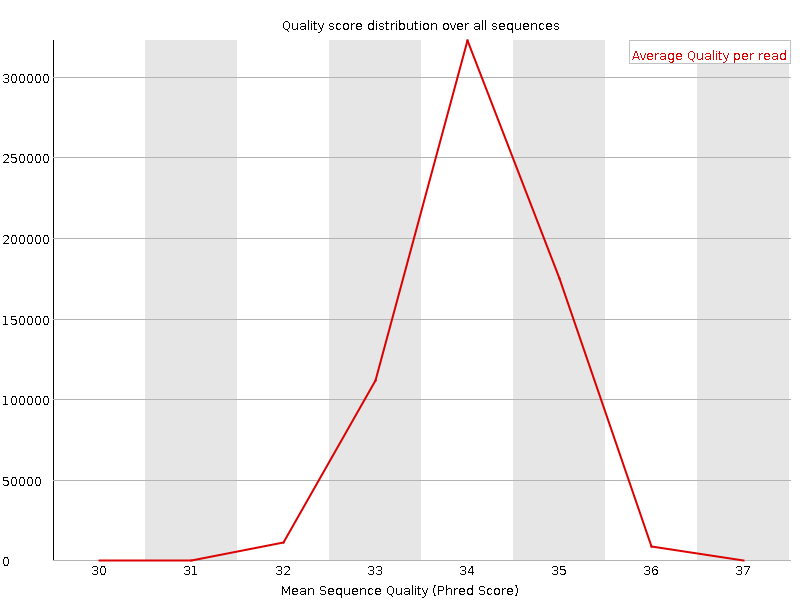 Quality score distribution over all sequences
Average Quality per read
300000
250000
200000
150000
100000
50000
0
30 31 32 33 34 35 36 37
Mean Sequence Quality (Phred Score)